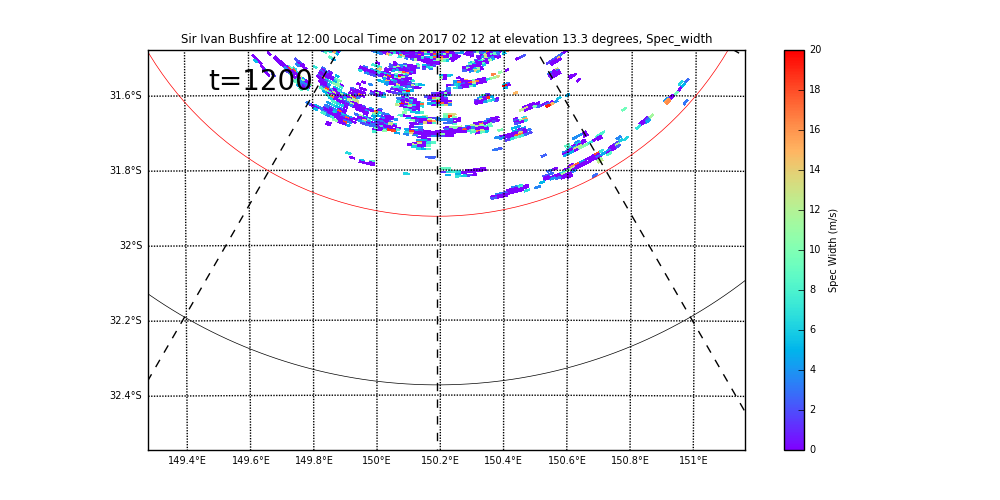 Sir Ivan Bushfire at 12:00 Local Time on 2017 02 12 at elevation 13.3 degrees, Spec_width
t=1200
31.6°S
31.8°S
32°S
32.2°S
32.4°S
149.4°E 149.6°E 149.8°E 150°E 150.2°E 150.4°E 150.6°E 150.8°E 151°E
20
18
16
14
12
10
8
6
4
2
0
Spec Width (m/s)